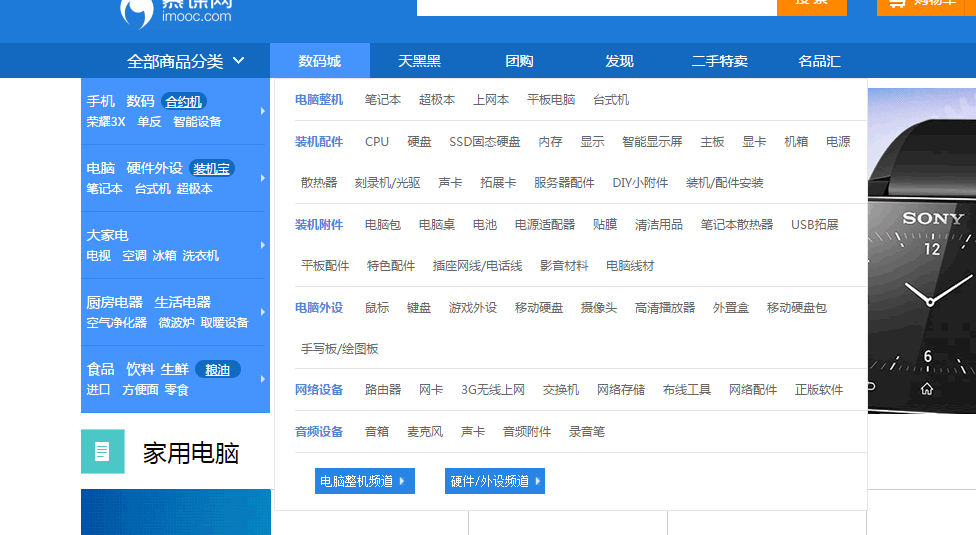 慕课网
imooc.com
搜 索
购物车
全部商品分类 数码城 天黑黑 团购 发现 二手特卖 名品汇
手机 数码 合约机
荣耀3X 单反 智能设备
电脑 硬件外设 装机宝
笔记本 台式机 超极本
大家电
电视 空调 冰箱 洗衣机
厨房电器 生活电器
空气净化器 微波炉 取暖设备
食品 饮料 生鲜 粮油
进口 方便面 零食
电脑整机 笔记本 超极本 上网本 平板电脑 台式机
装机配件 CPU 硬盘 SSD固态硬盘 内存 显示 智能显示屏 主板 显卡 机箱 电源
散热器 刻录机/光驱 声卡 拓展卡 服务器配件 DIY小附件 装机/配件安装
装机附件 电脑包 电脑桌 电池 电源适配器 贴膜 清洁用品 笔记本散热器 USB拓展
平板配件 特色配件 插座网线/电话线 影音材料 电脑线材
电脑外设 鼠标 键盘 游戏外设 移动硬盘 摄像头 高清播放器 外置盒 移动硬盘包
手写板/绘图板
网络设备 路由器 网卡 3G无线上网 交换机 网络存储 布线工具 网络配件 正版软件
音频设备 音箱 麦克风 声卡 音频附件 录音笔
电脑整机频道 硬件/外设频道
SONY
12
6
家用电脑